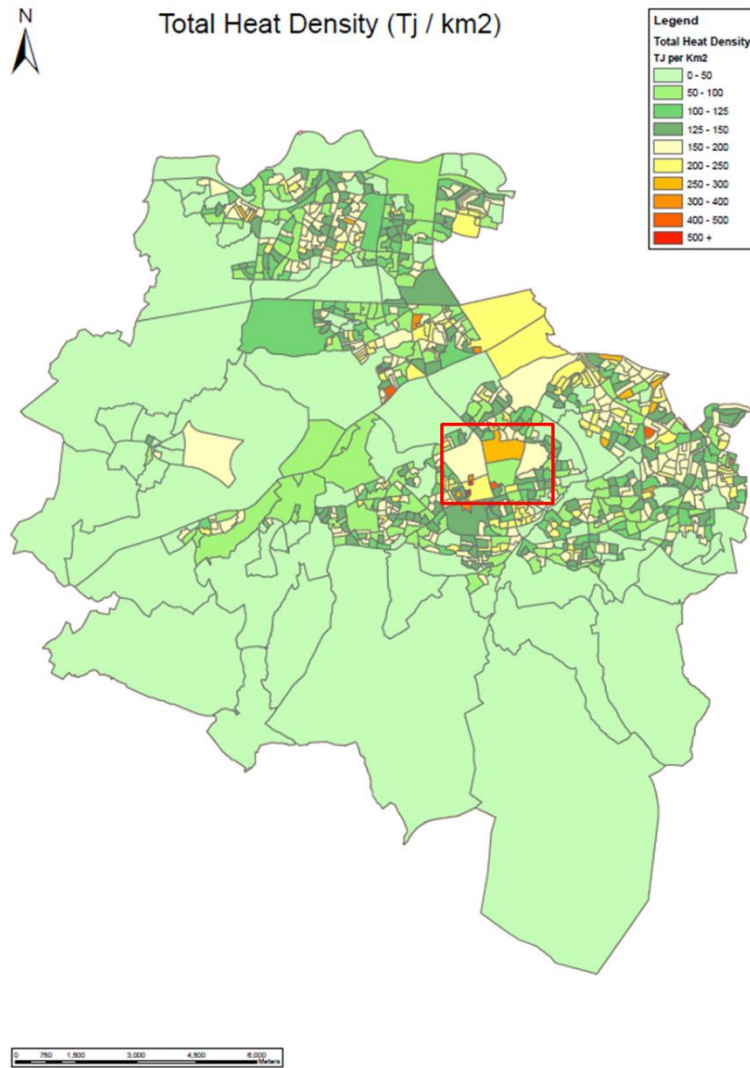 N
Total Heat Density (Tj / km2)
Legend
Total Heat Density
TJ per Km2
0 - 50
50 - 100
100 - 125
125 - 150
150 - 200
200 - 250
250 - 300
300 - 400
400 - 500
500 +
0 750 1,500 3,000 4,500 6,000
Meters